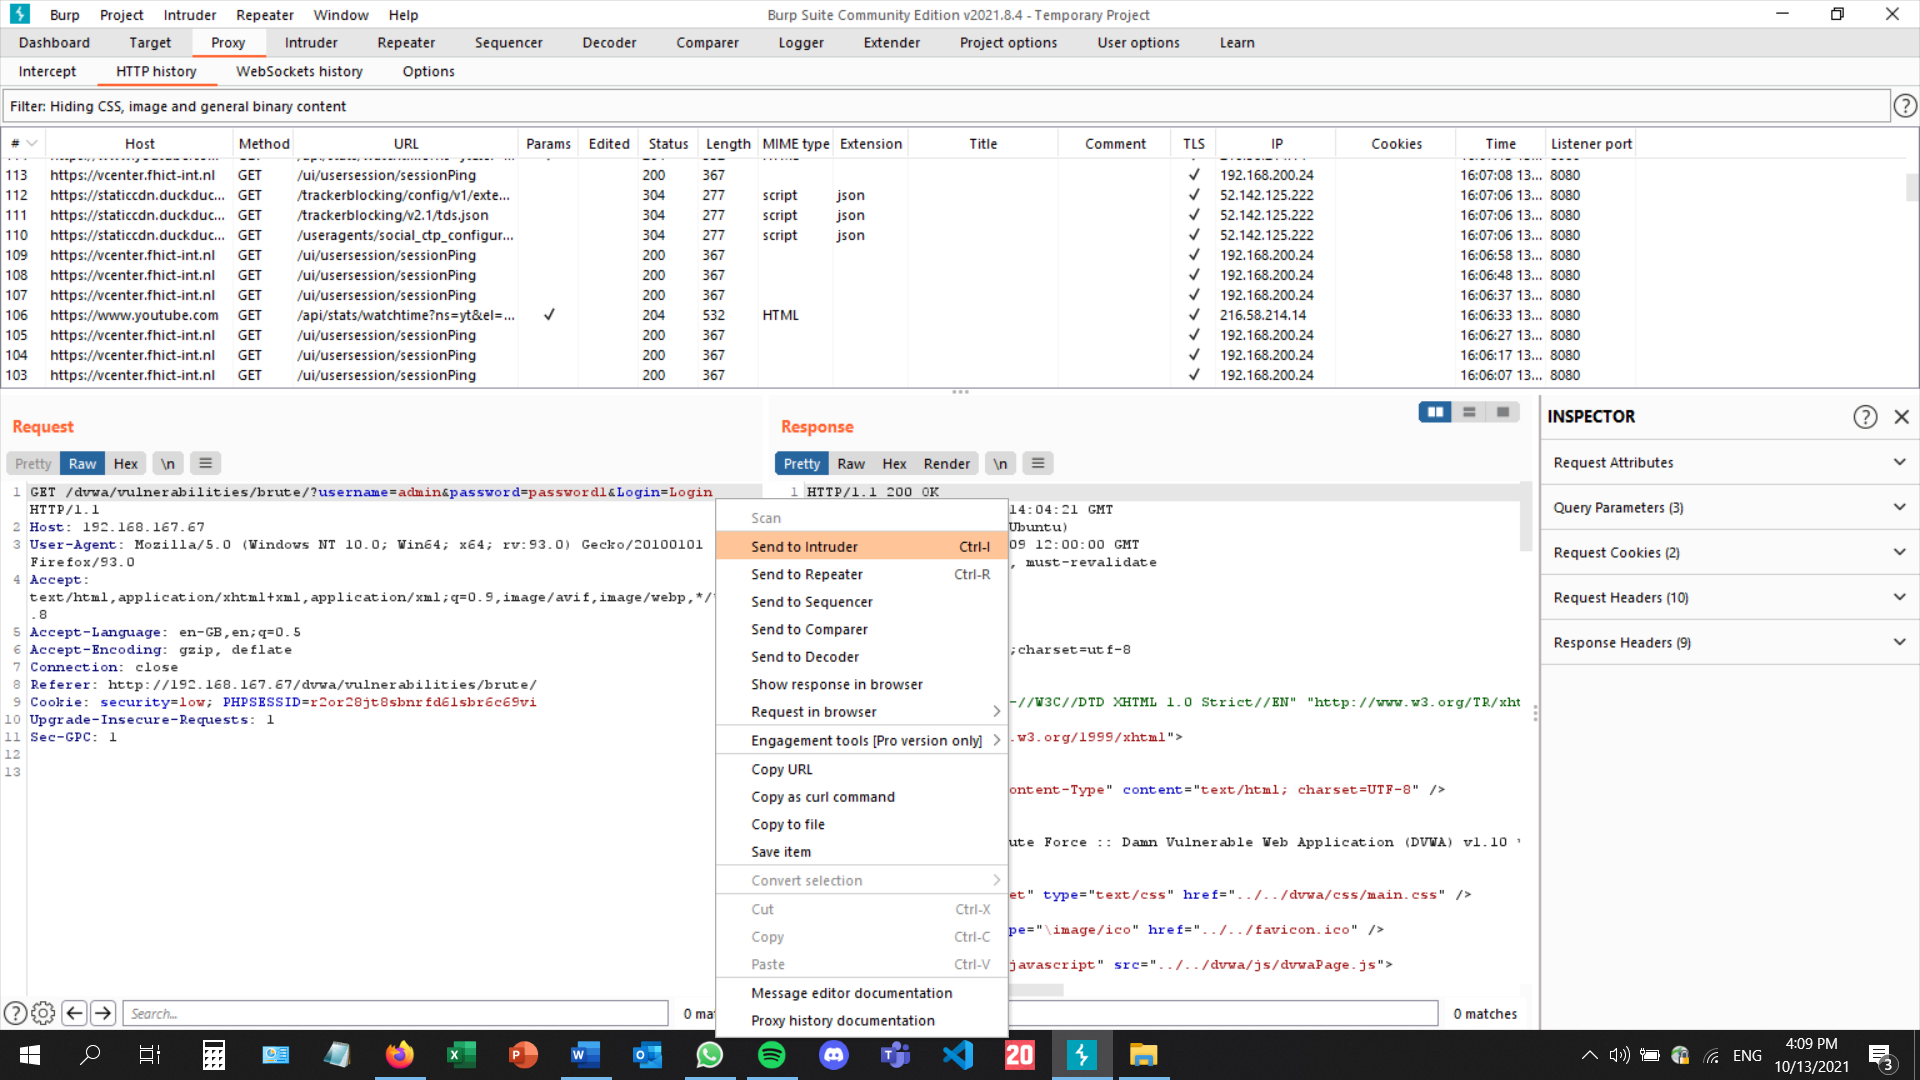 Burp Project Intruder Repeater Window Help Burp Suite Community Edition v2021.8.4 - Temporary Project
Dashboard Target Proxy Intruder Repeater Sequencer Decoder Comparer Logger Extender Project options User options Learn
Intercept HTTP history WebSockets history Options
Filter: Hiding CSS, image and general binary content
# Host Method URL Params Edited Status Length MIME type Extension Title Comment TLS IP Cookies Time Listener port
113 https://vcenter.fhict-int.nl GET /ui/usersession/sessionPing 200 367 ✓ 192.168.200.24 16:07:08 13... 8080
112 https://staticcdn.duckduc... GET /trackerblocking/config/v1/exte... 304 277 script json ✓ 52.142.125.222 16:07:06 13... 8080
111 https://staticcdn.duckduc... GET /trackerblocking/v2.1/tds.json 304 277 script json ✓ 52.142.125.222 16:07:06 13... 8080
110 https://staticcdn.duckduc... GET /useragents/social_ctp_configur... 304 277 script json ✓ 52.142.125.222 16:07:06 13... 8080
109 https://vcenter.fhict-int.nl GET /ui/usersession/sessionPing 200 367 ✓ 192.168.200.24 16:06:58 13... 8080
108 https://vcenter.fhict-int.nl GET /ui/usersession/sessionPing 200 367 ✓ 192.168.200.24 16:06:48 13... 8080
107 https://vcenter.fhict-int.nl GET /ui/usersession/sessionPing 200 367 ✓ 192.168.200.24 16:06:37 13... 8080
106 https://www.youtube.com GET /api/stats/watchtime?ns=yt&el=... ✓ 204 532 HTML ✓ 216.58.214.14 16:06:33 13... 8080
105 https://vcenter.fhict-int.nl GET /ui/usersession/sessionPing 200 367 ✓ 192.168.200.24 16:06:27 13... 8080
104 https://vcenter.fhict-int.nl GET /ui/usersession/sessionPing 200 367 ✓ 192.168.200.24 16:06:17 13... 8080
103 https://vcenter.fhict-int.nl GET /ui/usersession/sessionPing 200 367 ✓ 192.168.200.24 16:06:07 13... 8080
Request
Pretty Raw Hex \n
1 GET /dvwa/vulnerabilities/brute/?username=admin&password=password1&Login=Login
HTTP/1.1
2 Host: 192.168.167.67
3 User-Agent: Mozilla/5.0 (Windows NT 10.0; Win64; x64; rv:93.0) Gecko/20100101
Firefox/93.0
4 Accept:
text/html,application/xhtml+xml,application/xml;q=0.9,image/avif,image/webp,*/
.8
5 Accept-Language: en-GB,en;q=0.5
6 Accept-Encoding: gzip, deflate
7 Connection: close
8 Referer: http://192.168.167.67/dvwa/vulnerabilities/brute/
9 Cookie: security=low; PHPSESSID=r2or28jt8sbnrfd61sbr6c69vi
10 Upgrade-Insecure-Requests: 1
11 Sec-GPC: 1
12
13
Search...
0 mat
Scan
Send to Intruder Ctrl-I
Send to Repeater Ctrl-R
Send to Sequencer
Send to Comparer
Send to Decoder
Show response in browser
Request in browser
Engagement tools [Pro version only]
Copy URL
Copy as curl command
Copy to file
Save item
Convert selection
Cut Ctrl-X
Copy Ctrl-C
Paste Ctrl-V
Message editor documentation
Proxy history documentation
Response
Pretty Raw Hex Render \n
1 HTTP/1.1 200 OK
14:04:21 GMT
Ubuntu)
09 12:00:00 GMT
, must-revalidate
;charset=utf-8
-//W3C//DTD XHTML 1.0 Strict//EN" "http://www.w3.org/TR/xht
.w3.org/1999/xhtml">
ontent-Type" content="text/html; charset=UTF-8" />
ute Force :: Damn Vulnerable Web Application (DVWA) v1.10
et" type="text/css" href="../../dvwa/css/main.css" />
pe="\image/ico" href="../../favicon.ico" />
javascript" src="../../dvwa/js/dvwaPage.js">
0 matches
INSPECTOR
Request Attributes
Query Parameters (3)
Request Cookies (2)
Request Headers (10)
Response Headers (9)
20
ENG
4:09 PM
10/13/2021
3